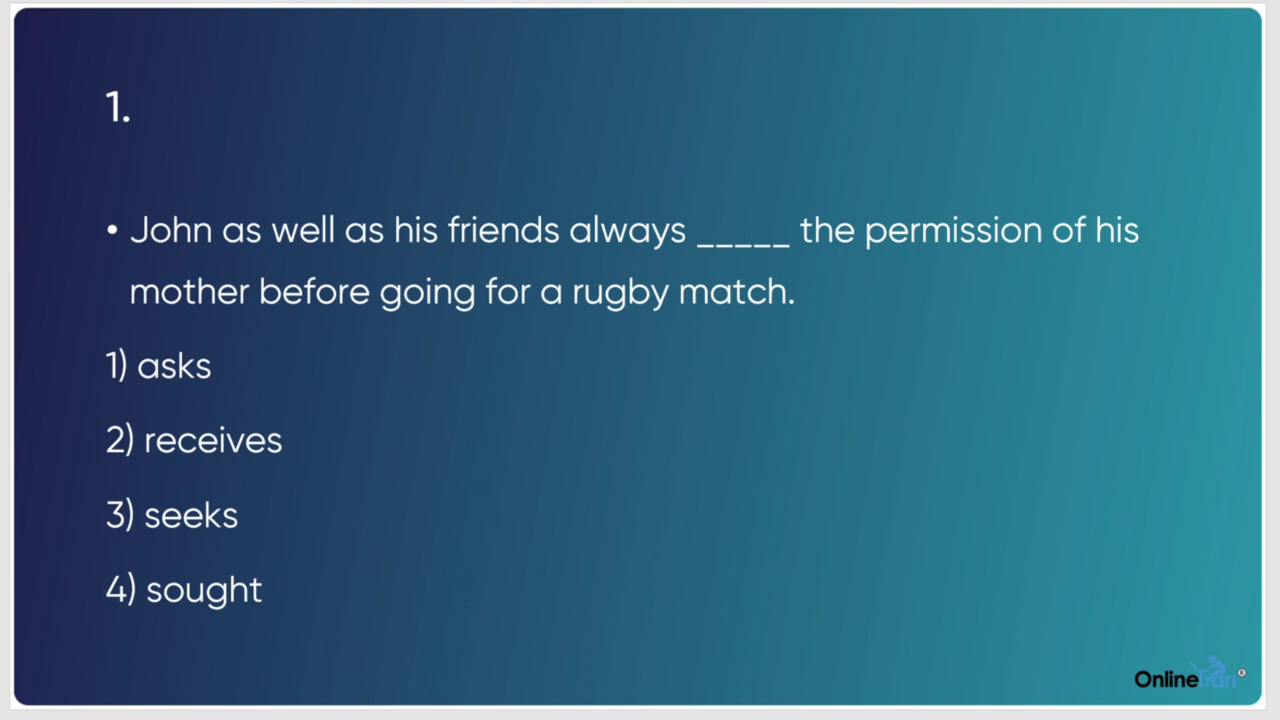 1.
• John as well as his friends always _____ the permission of his
mother before going for a rugby match.
1) asks
2) receives
3) seeks
4) sought
OnlineTyari®